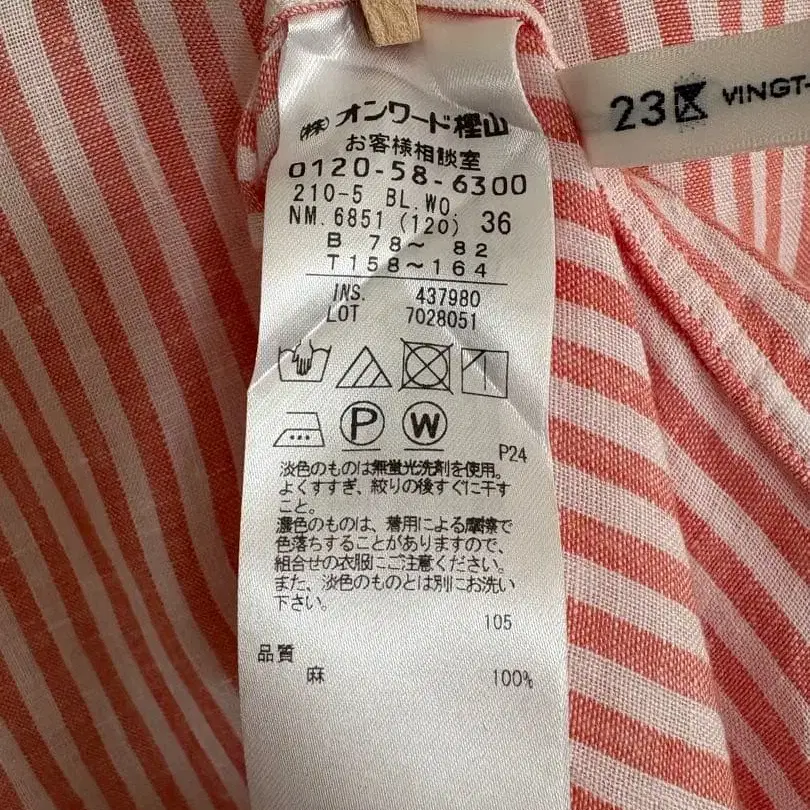 (株)オンワード樫山
お客様相談室
0120-58-6300
210-5 BL.WO.
NM.6851 (120) 36
B 78〜 82
T158〜164
INS. 437980
LOT 7028051
P
W
P24
淡色のものは無蛍光洗剤を使用。
よくすすぎ、絞りの後すぐに干す
こと。
濃色のものは、着用による摩擦で
色落ちすることがありますので、
組合せの衣服にご注意ください。
また、淡色のものとは別にお洗い
下さい。
105
品質
麻 100%
23区 VINGT-